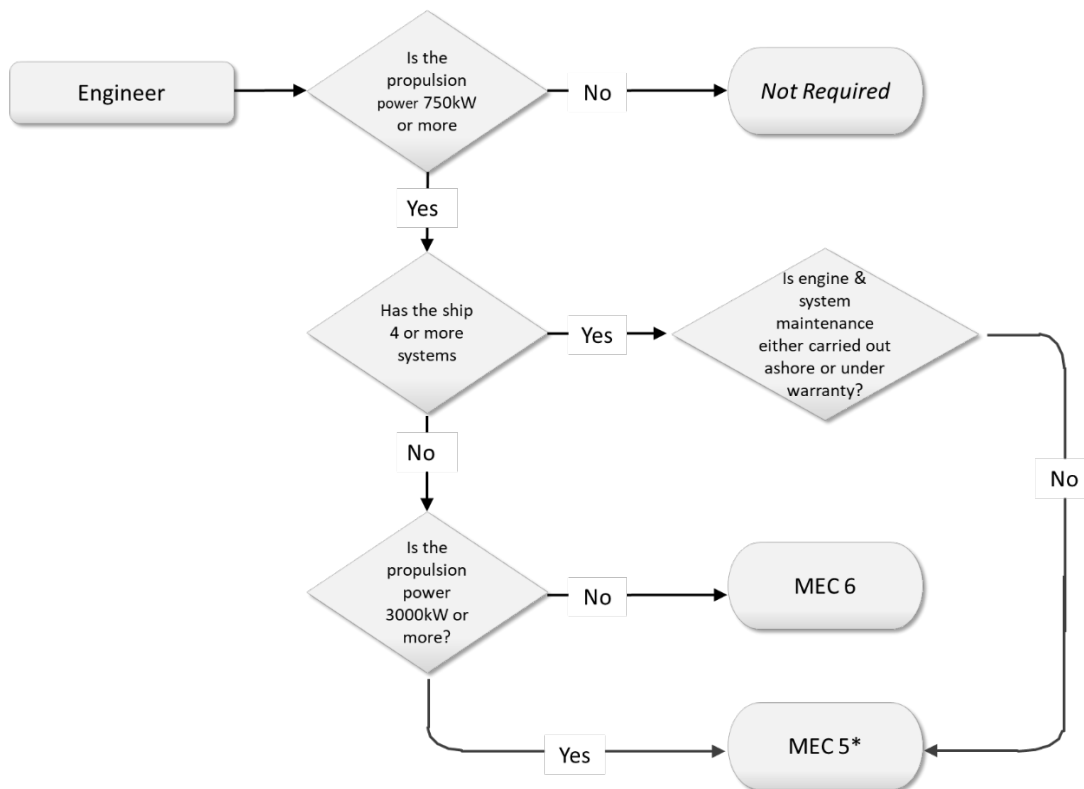 Engineer
Is the
propulsion
power 750kW
or more
No
Not Required
Yes
Has the ship
4 or more
systems
Yes
Is engine &
system
maintenance
either carried out
ashore or under
warranty?
No
No
Is the
propulsion
power
3000kW or
more?
No
MEC 6
Yes
MEC 5*